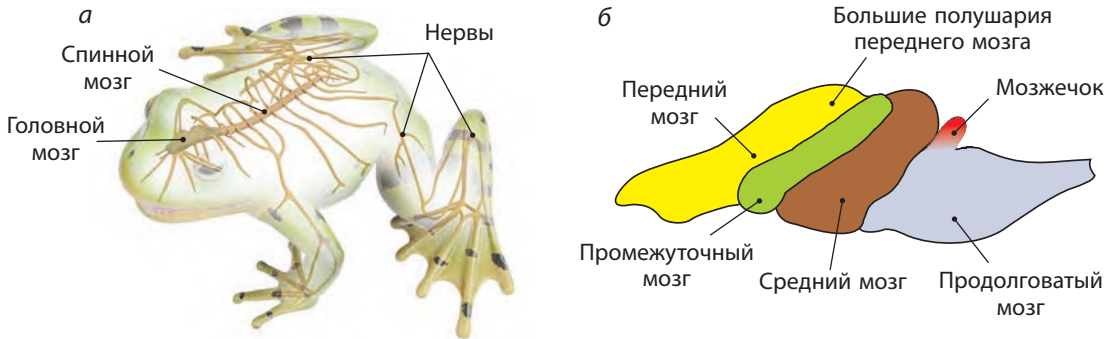 а
Спинной
мозг
Нервы
Головной
мозг
б
Большие полушария
переднего мозга
Передний
мозг
Мозжечок
Промежуточный
мозг
Средний мозг
Продолговатый
мозг